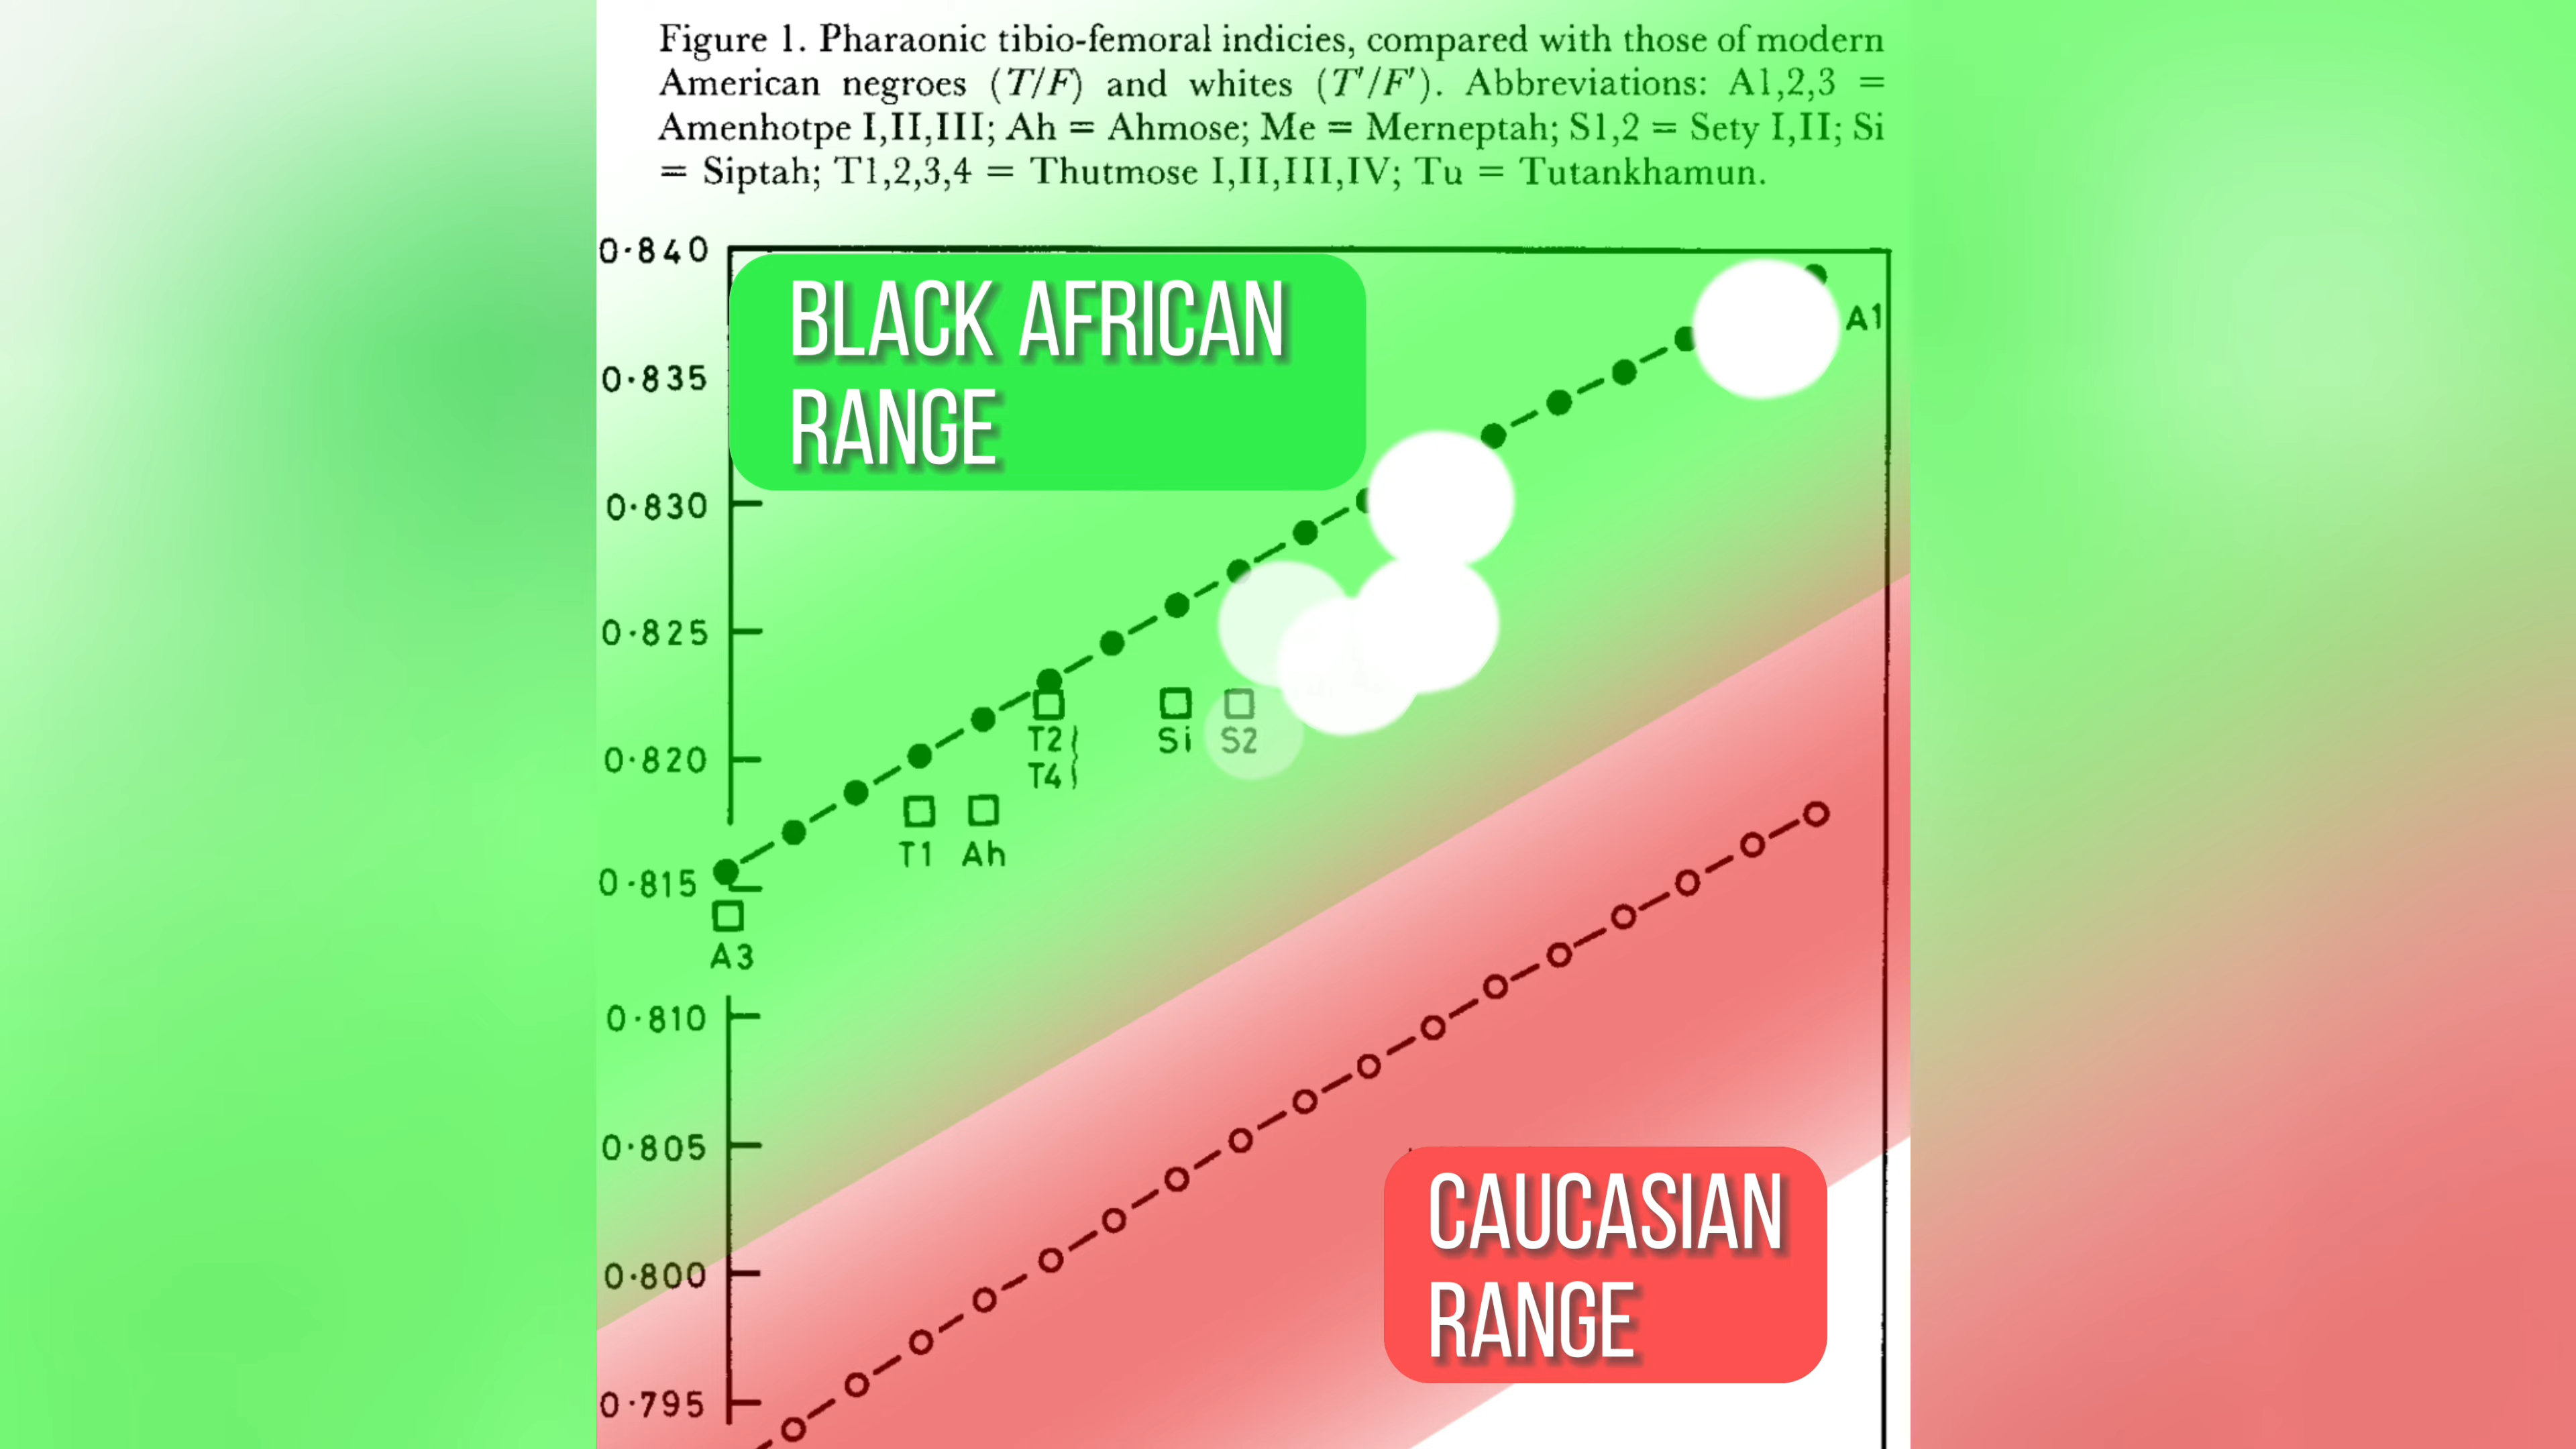 Figure 1. Pharaonic tibio-femoral indicies, compared with those of modern
American negroes (T/F) and whites (T'/F'). Abbreviations: A1,2,3 =
Amenhotpe I,II,III; Ah = Ahmose; Me = Merneptah; S1,2 = Sety I,II; Si
= Siptah; T1,2,3,4 = Thutmose I,II,III,IV; Tu = Tutankhamun.
0·840
BLACK AFRICAN
RANGE
A1
0·835
0·830
0·825
T2
T4
Si
S2
0·820
T1
Ah
0·815
A3
0·810
0·805
0·800
0·795
CAUCASIAN
RANGE